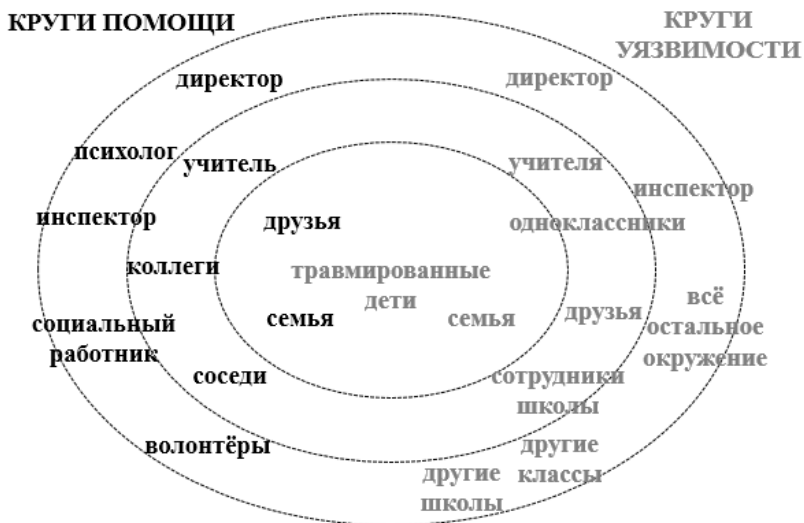 КРУГИ ПОМОЩИ
КРУГИ
УЯЗВИМОСТИ
директор
директор
психолог
учитель
учителя
инспектор
инспектор
друзья
одноклассники
коллеги
травмированные
дети
всё
остальное
окружение
социальный
работник
семья
семья
друзья
соседи
сотрудники
школы
волонтёры
другие
классы
другие
школы